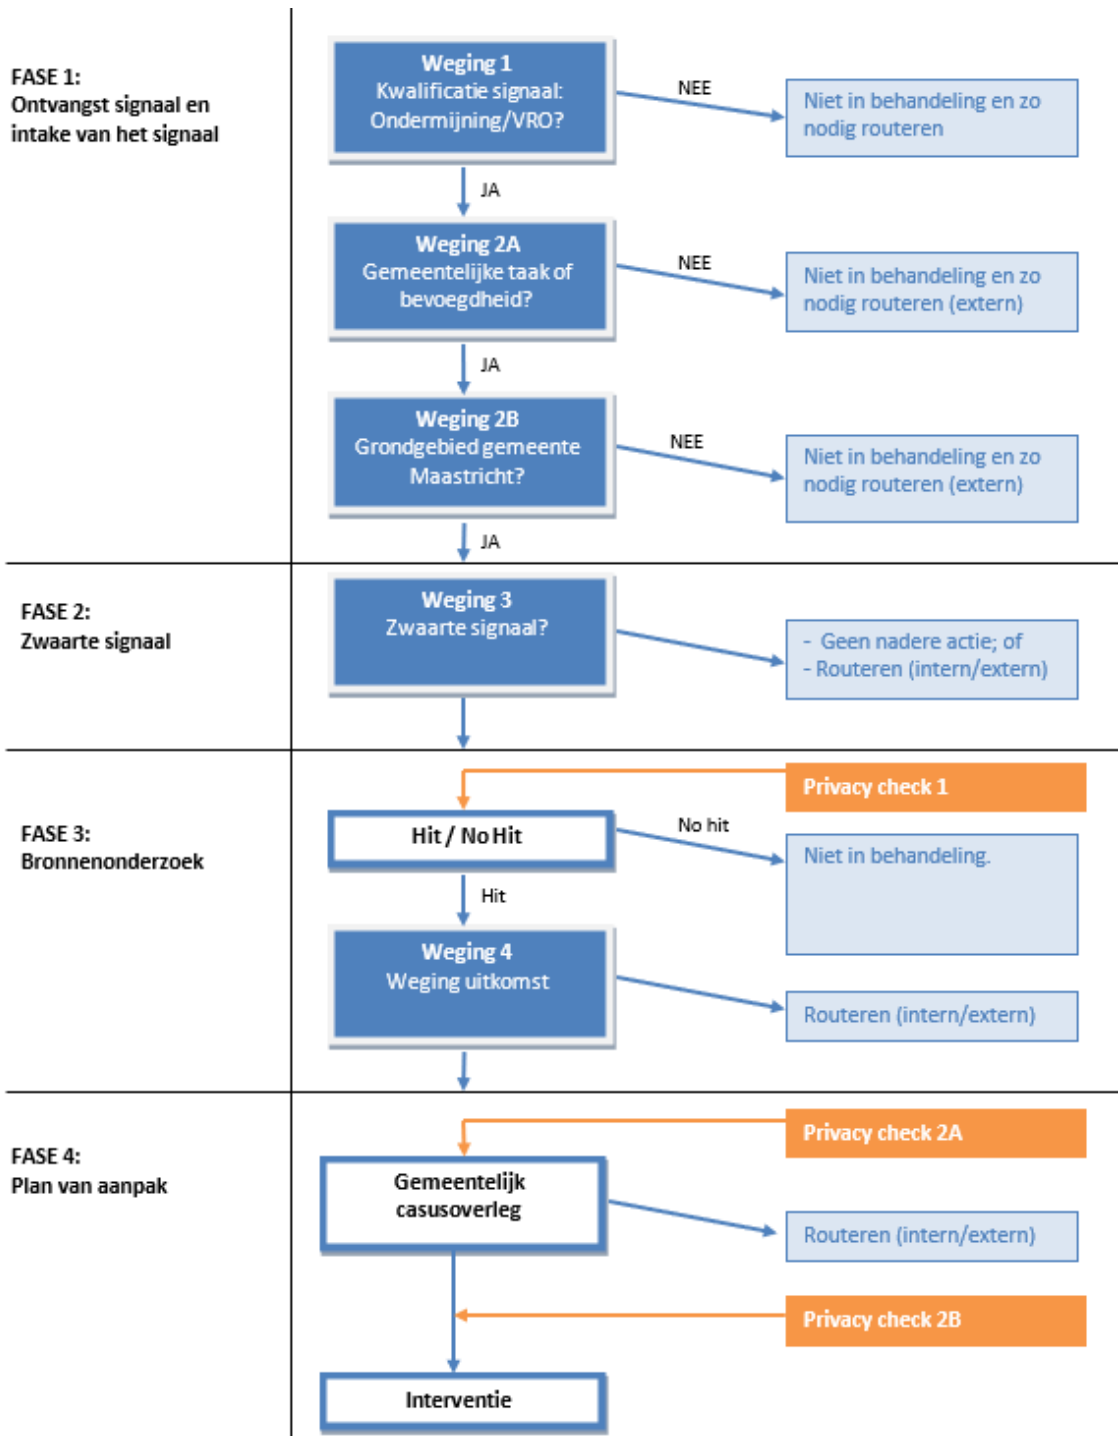 FASE 1:
Ontvangst signaal en
intake van het signaal
Weging 1
Kwalificatie signaal:
Ondermijning/VRO?
NEE
Niet in behandeling en zo
nodig routeren
JA
Weging 2A
Gemeentelijke taak of
bevoegdheid?
NEE
Niet in behandeling en zo
nodig routeren (extern)
JA
Weging 2B
Grondgebied gemeente
Maastricht?
NEE
Niet in behandeling en zo
nodig routeren (extern)
JA
FASE 2:
Zwaarte signaal
Weging 3
Zwaarte signaal?
- Geen nadere actie; of
- Routeren (intern/extern)
FASE 3:
Bronnenonderzoek
Privacy check 1
Hit / No Hit
No hit
Niet in behandeling.
Hit
Weging 4
Weging uitkomst
Routeren (intern/extern)
FASE 4:
Plan van aanpak
Privacy check 2A
Gemeentelijk
casusoverleg
Routeren (intern/extern)
Privacy check 2B
Interventie